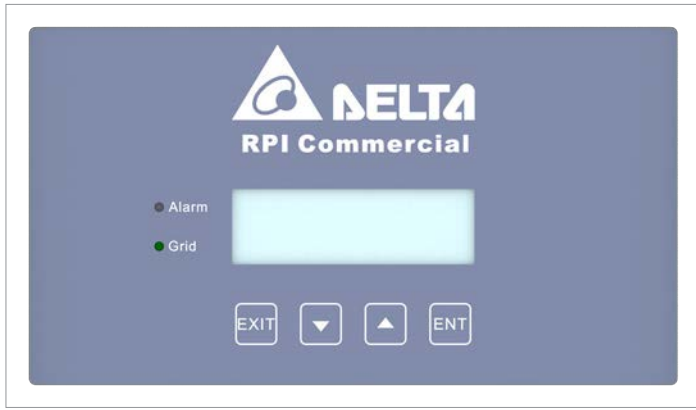 DELTA
RPI Commercial
Alarm
Grid
EXIT
ENT